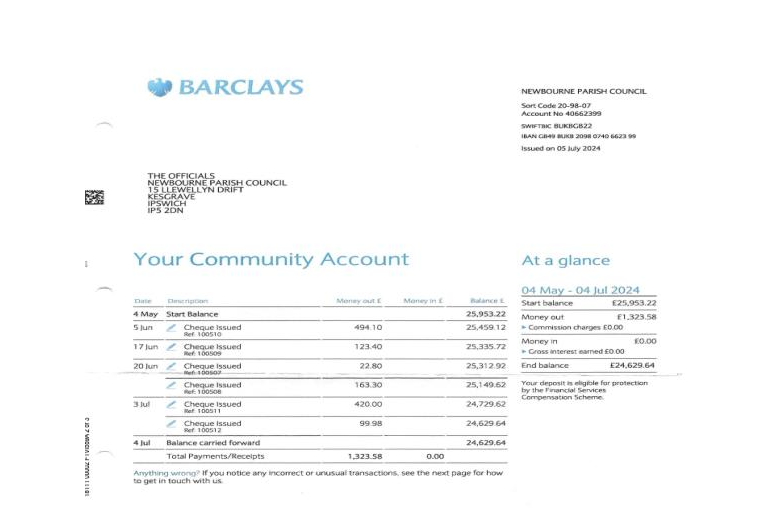 BARCLAYS
NEWBOURNE PARISH COUNCIL
Sort Code 20-98-07
Account No 40662399
SWIFTBIC BUKBGB22
IBAN GB49 BUKB 2098 0740 6623 99
Issued on 05 July 2024
THE OFFICIALS
NEWBOURNE PARISH COUNCIL
15 LLEWELLYN DRIFT
KESGRAVE
IPSWICH
IP5 2DN
Your Community Account
Date Description Money out £ Money in £ Balance £
4 May Start Balance 25,953.22
5 Jun Cheque Issued 494.10 25,459.12
Ref: 100510
17 Jun Cheque Issued 123.40 25,335.72
Ref: 100509
20 Jun Cheque Issued 22.80 25,312.92
Ref: 100507
Cheque Issued 163.30 25,149.62
Ref: 100508
3 Jul Cheque Issued 420.00 24,729.62
Ref: 100511
Cheque Issued 99.98 24,629.64
Ref: 100512
4 Jul Balance carried forward 24,629.64
Total Payments/Receipts 1,323.58 0.00
Anything wrong? If you notice any incorrect or unusual transactions, see the next page for how
to get in touch with us.
At a glance
04 May - 04 Jul 2024
Start balance £25,953.22
Money out £1,323.58
Commission charges £0.00
Money in £0.00
Gross interest earned £0.00
End balance £24,629.64
Your deposit is eligible for protection
by the Financial Services
Compensation Scheme.
1